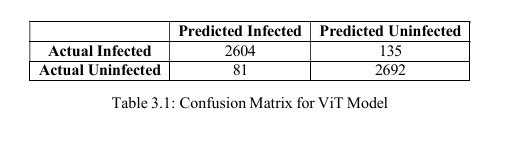 Predicted Infected Predicted Uninfected
Actual Infected 2604 135
Actual Uninfected 81 2692
Table 3.1: Confusion Matrix for ViT Model